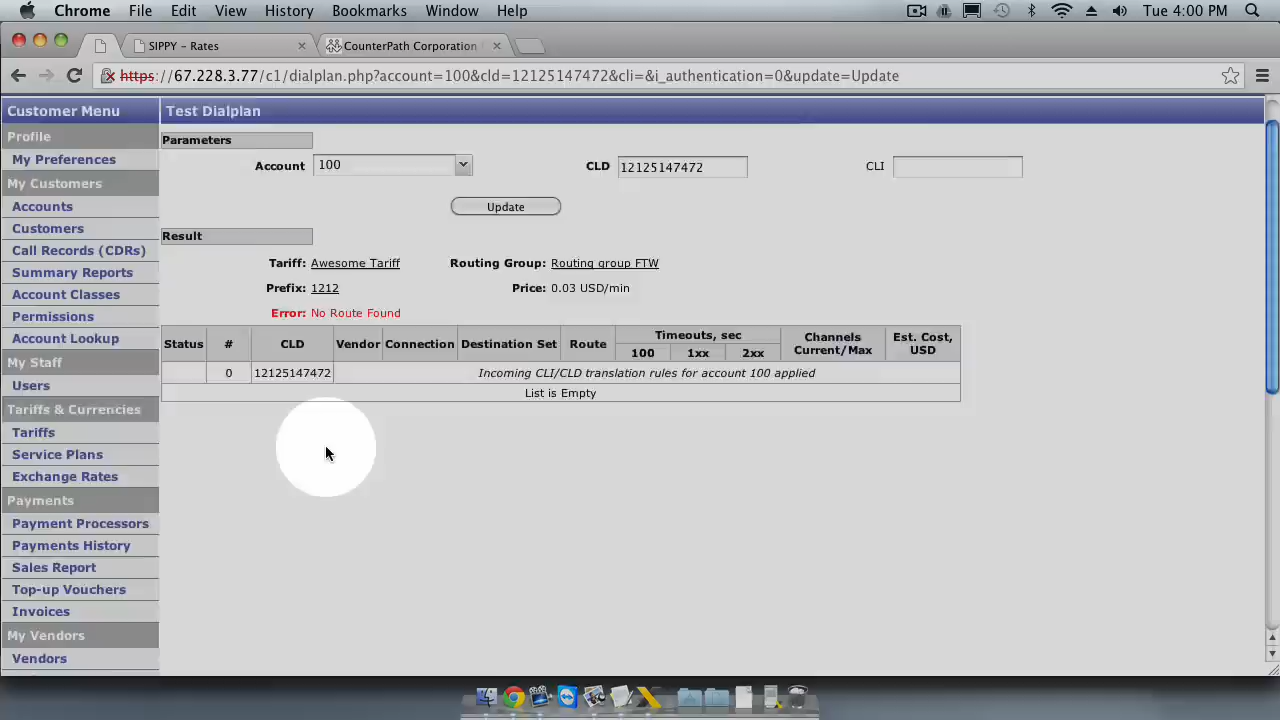 Chrome File Edit View History Bookmarks Window Help Tue 4:00 PM
SIPPY – Rates CounterPath Corporation
https://67.228.3.77/c1/dialplan.php?account=100&cld=12125147472&cli=&i_authentication=0&update=Update
Customer Menu
Profile
My Preferences
My Customers
Accounts
Customers
Call Records (CDRs)
Summary Reports
Account Classes
Permissions
Account Lookup
My Staff
Users
Tariffs & Currencies
Tariffs
Service Plans
Exchange Rates
Payments
Payment Processors
Payments History
Sales Report
Top-up Vouchers
Invoices
My Vendors
Vendors
Test Dialplan
Parameters
Account 100 CLD 12125147472 CLI
Update
Result
Tariff: Awesome Tariff Routing Group: Routing group FTW
Prefix: 1212 Price: 0.03 USD/min
Error: No Route Found
Status # CLD Vendor Connection Destination Set Route Timeouts, sec 100 1xx 2xx Channels Current/Max Est. Cost, USD
0 12125147472 Incoming CLI/CLD translation rules for account 100 applied
List is Empty